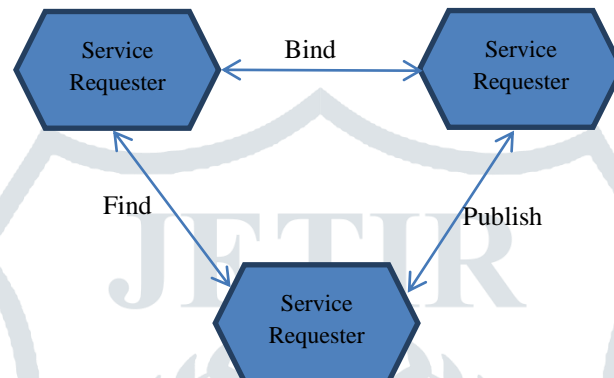 Service
Requester
Bind
Service
Requester
Find
Publish
JETIR
Service
Requester